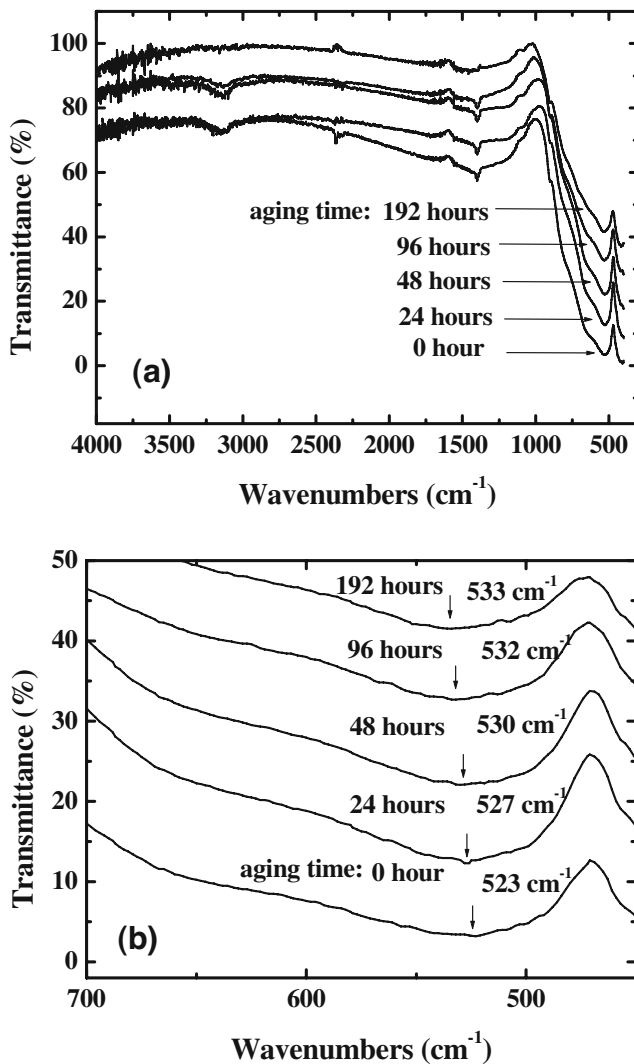 100
80
60
40
20
0
Transmittance (%)
aging time: 192 hours
96 hours
48 hours
24 hours
0 hour
(a)
4000 3500 3000 2500 2000 1500 1000 500
Wavenumbers (cm-1)
50
40
30
20
10
0
Transmittance (%)
192 hours 533 cm-1
96 hours 532 cm-1
48 hours 530 cm-1
24 hours 527 cm-1
aging time: 0 hour 523 cm-1
(b)
700 600 500
Wavenumbers (cm-1)